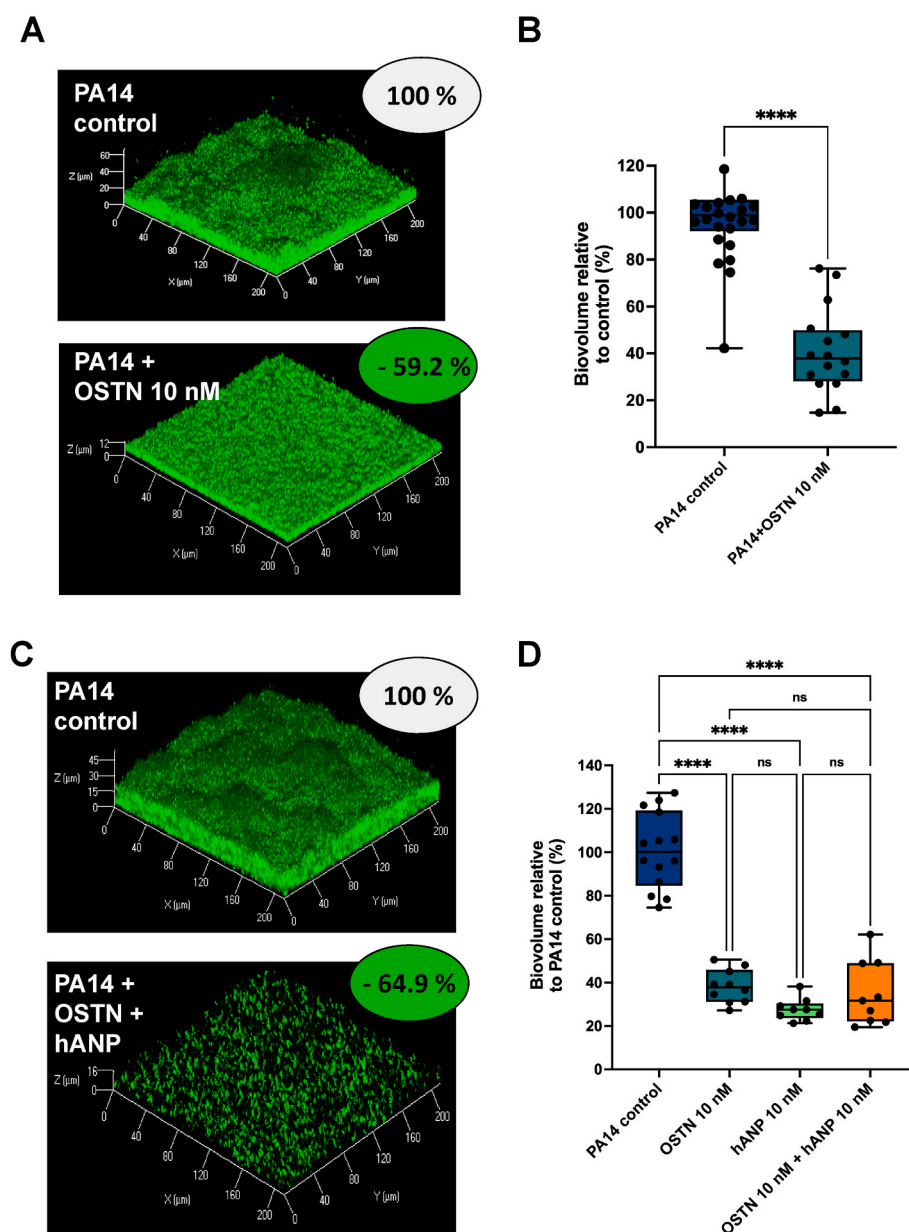 A
PA14
control
100 %
Z (µm)
60
40
20
0
0
40
80
120
160
200
X (µm)
0
40
80
120
160
200
Y (µm)
PA14 +
OSTN 10 nM
- 59.2 %
Z (µm)
12
0
0
40
80
120
160
200
X (µm)
0
40
80
120
160
200
Y (µm)
B
****
Biovolume relative
to control (%)
120
100
80
60
40
20
0
PA14 control
PA14+OSTN 10 nM
C
PA14
control
100 %
Z (µm)
45
30
15
0
0
40
80
120
160
200
X (µm)
0
40
80
120
160
200
Y (µm)
PA14 +
OSTN +
hANP
- 64.9 %
Z (µm)
16
0
0
40
80
120
160
200
X (µm)
0
40
80
120
160
200
Y (µm)
D
****
ns
****
****
ns
ns
Biovolume relative
to PA14 control (%)
140
120
100
80
60
40
20
0
PA14 control
OSTN 10 nM
hANP 10 nM
OSTN 10 nM + hANP 10 nM